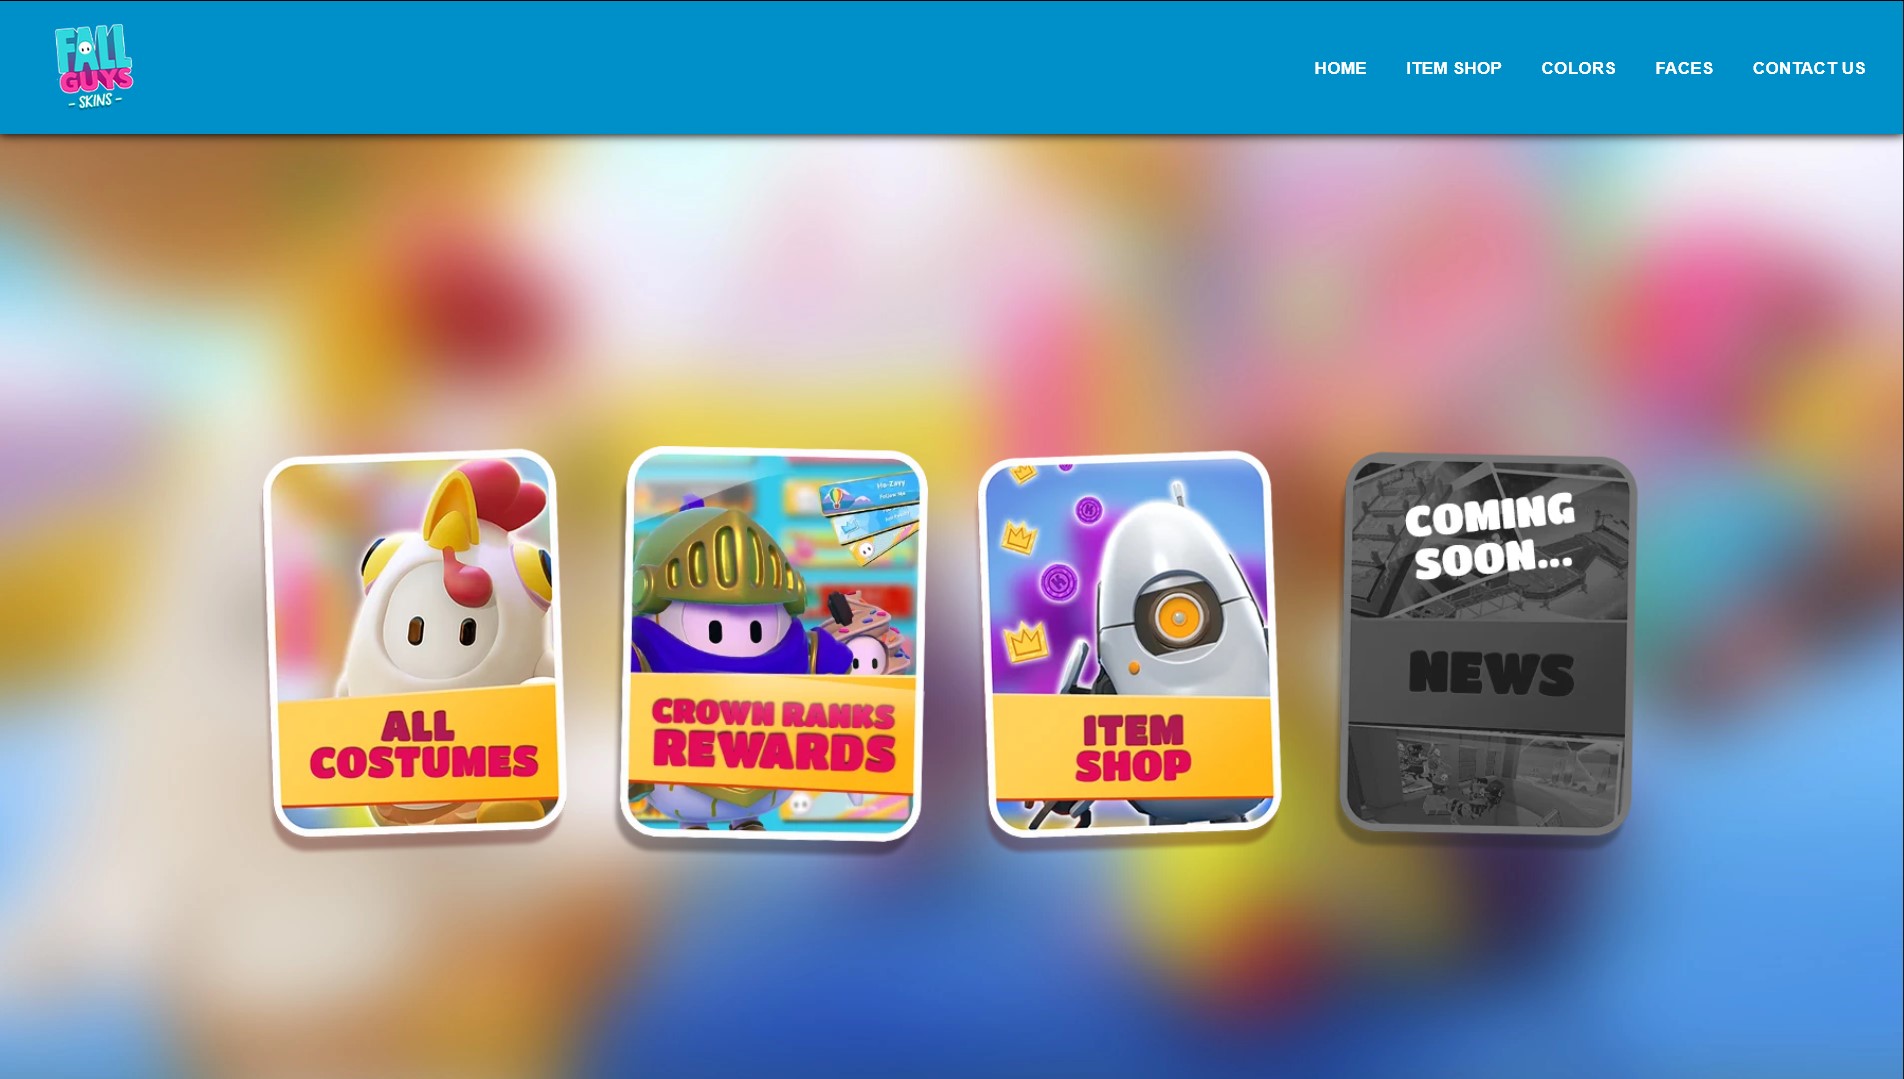 FALL
GUYS
- SKINS -
HOME
ITEM SHOP
COLORS
FACES
CONTACT US
ALL
COSTUMES
CROWN RANKS
REWARDS
ITEM
SHOP
COMING
SOON...
NEWS